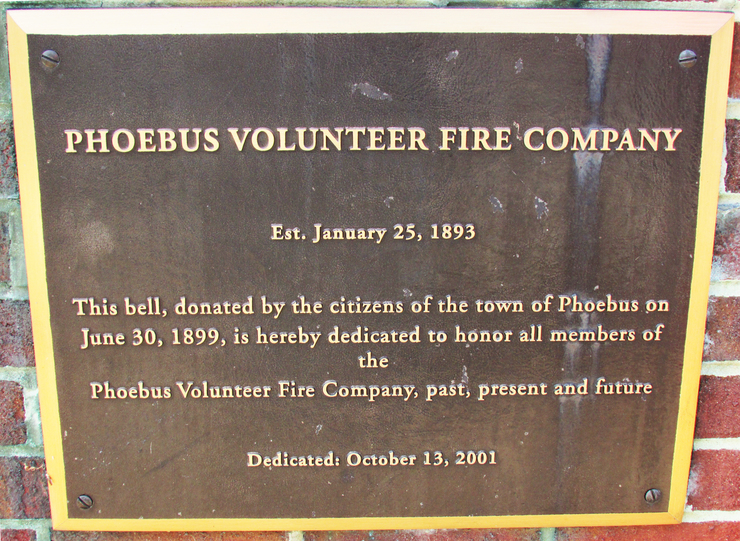 PHOEBUS VOLUNTEER FIRE COMPANY
Est. January 25, 1893
This bell, donated by the citizens of the town of Phoebus on
June 30, 1899, is hereby dedicated to honor all members of
the
Phoebus Volunteer Fire Company, past, present and future
Dedicated: October 13, 2001